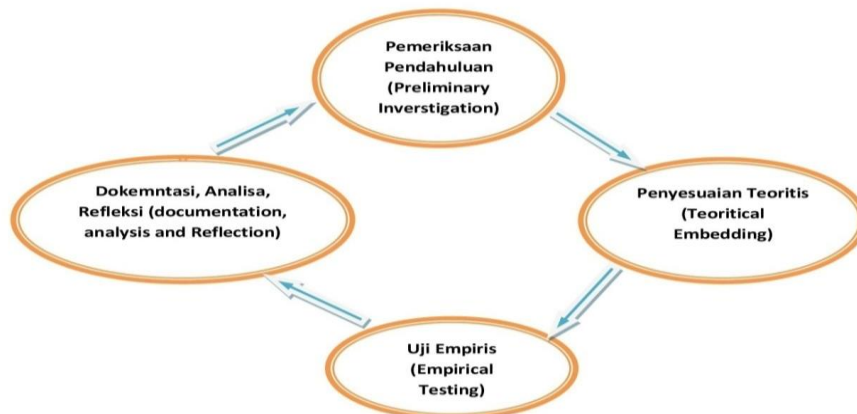 Pemeriksaan
Pendahuluan
(Preliminary
Inverstigation)
Penyesuaian Teoritis
(Teoritical
Embedding)
Uji Empiris
(Empirical
Testing)
Dokemntasi, Analisa,
Refleksi (documentation,
analysis and Reflection)